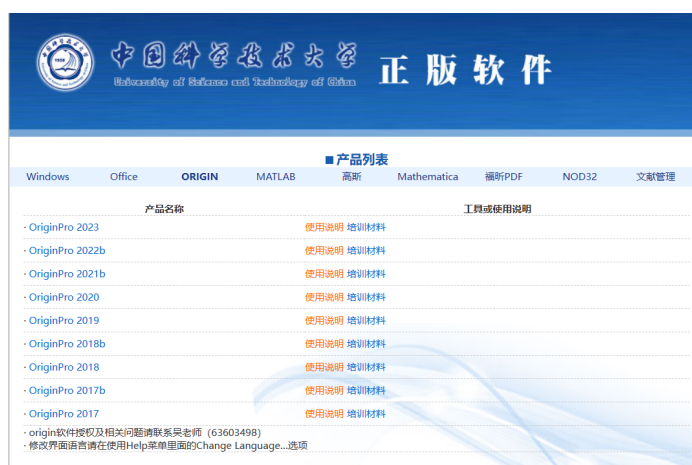 中国科学技术大学
University of Science and Technology of China
正版软件
■产品列表
Windows Office ORIGIN MATLAB 高斯 Mathematica 福昕PDF NOD32 文献管理
产品名称 工具或使用说明
· OriginPro 2023 使用说明 培训材料
· OriginPro 2022b 使用说明 培训材料
· OriginPro 2021b 使用说明 培训材料
· OriginPro 2020 使用说明 培训材料
· OriginPro 2019 使用说明 培训材料
· OriginPro 2018b 使用说明 培训材料
· OriginPro 2018 使用说明 培训材料
· OriginPro 2017b 使用说明 培训材料
· OriginPro 2017 使用说明 培训材料
· origin软件授权及相关问题请联系吴老师（63603498）
· 修改界面语言请在使用Help菜单里面的Change Language...选项